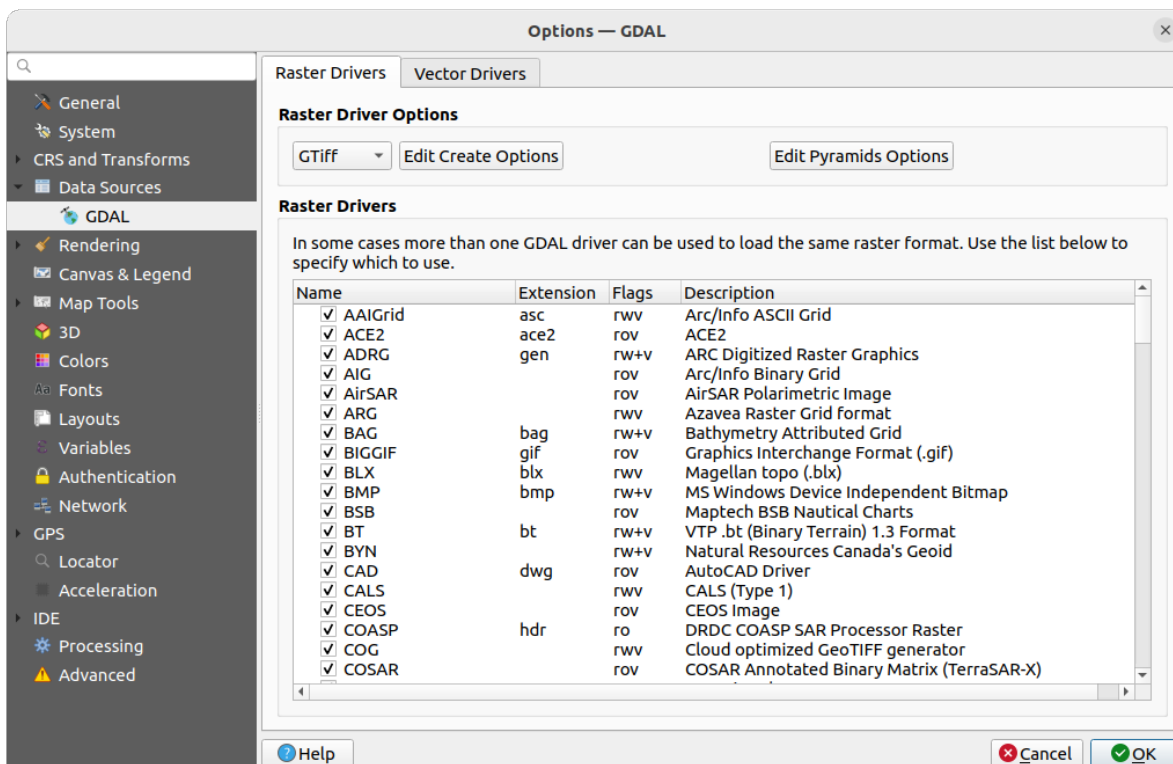 Options — GDAL
General
System
CRS and Transforms
Data Sources
GDAL
Rendering
Canvas & Legend
Map Tools
3D
Colors
Aa Fonts
Layouts
Variables
Authentication
Network
GPS
Locator
Acceleration
IDE
Processing
Advanced
Raster Drivers Vector Drivers
Raster Driver Options
GTiff Edit Create Options Edit Pyramids Options
Raster Drivers
In some cases more than one GDAL driver can be used to load the same raster format. Use the list below to
specify which to use.
Name Extension Flags Description
AAIGrid asc rwv Arc/Info ASCII Grid
ACE2 ace2 rov ACE2
ADRG gen rw+v ARC Digitized Raster Graphics
AIG rov Arc/Info Binary Grid
AirSAR rov AirSAR Polarimetric Image
ARG rwv Azavea Raster Grid format
BAG bag rw+v Bathymetry Attributed Grid
BIGGIF gif rov Graphics Interchange Format (.gif)
BLX blx rwv Magellan topo (.blx)
BMP bmp rw+v MS Windows Device Independent Bitmap
BSB rov Maptech BSB Nautical Charts
BT bt rw+v VTP .bt (Binary Terrain) 1.3 Format
BYN rw+v Natural Resources Canada's Geoid
CAD dwg rov AutoCAD Driver
CALS rwv CALS (Type 1)
CEOS rov CEOS Image
COASP hdr ro DRDC COASP SAR Processor Raster
COG rwv Cloud optimized GeoTIFF generator
COSAR rov COSAR Annotated Binary Matrix (TerraSAR-X)
Help Cancel OK